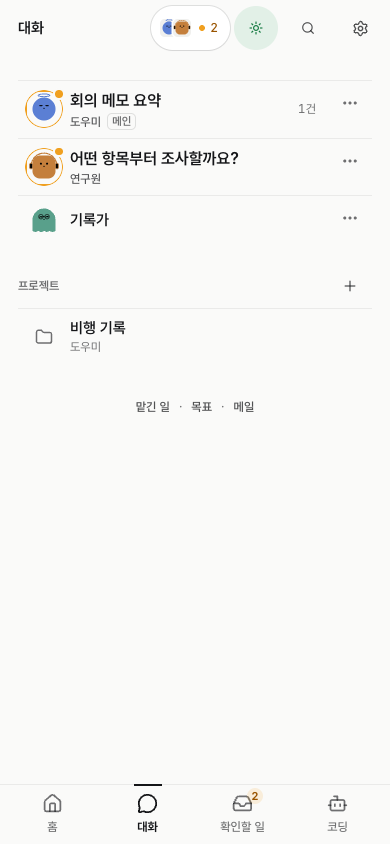 대화
2
회의 메모 요약
도우미 메인
1건
어떤 항목부터 조사할까요?
연구원
기록가
프로젝트
비행 기록
도우미
맡긴 일 · 목표 · 메일
2
홈 대화 확인할 일 코딩